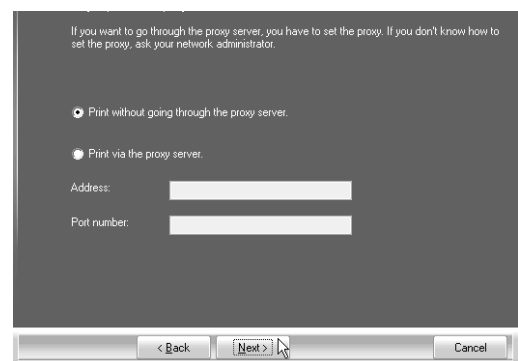 If you want to go through the proxy server, you have to set the proxy. If you don't know how to
set the proxy, ask your network administrator.
Print without going through the proxy server.
Print via the proxy server.
Address:
Port number:
< Back Next > Cancel